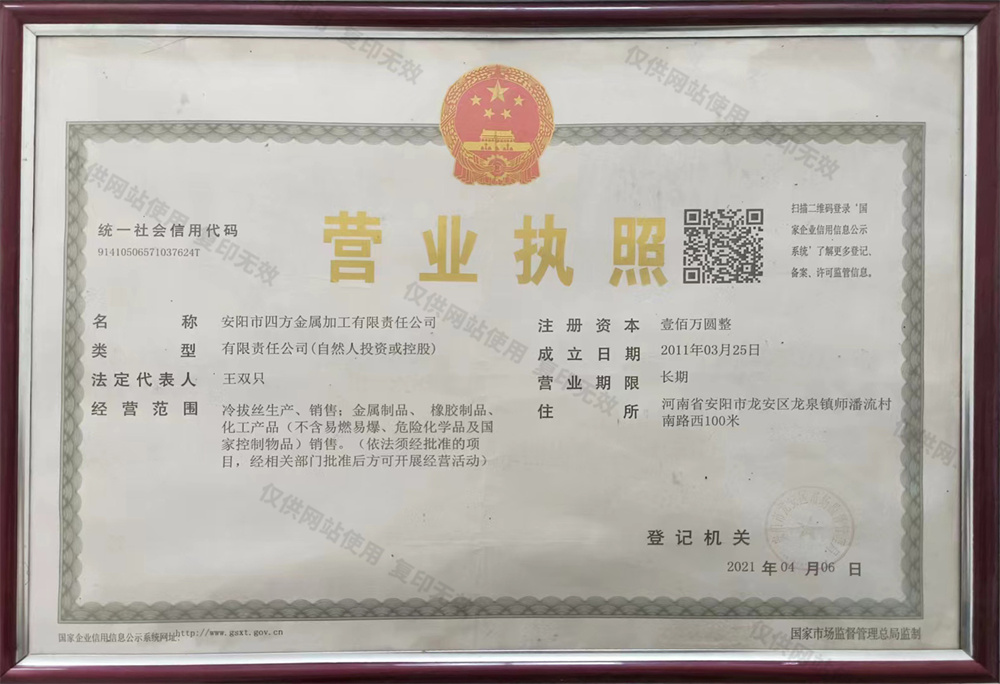 仅供网站使用 复印无效
营业执照
统一社会信用代码
91410506571037624T
扫描二维码登录‘国
家企业信用信息公示
系统’了解更多登记、
备案、许可监管信息。
名 称 安阳市四方金属加工有限责任公司
类 型 有限责任公司(自然人投资或控股)
法定代表人 王双只
经营范围 冷拔丝生产、销售；金属制品、橡胶制品、
化工产品（不含易燃易爆、危险化学品及国
家控制物品）销售。（依法须经批准的项
目，经相关部门批准后方可开展经营活动）
注册资本 壹佰万圆整
成立日期 2011年03月25日
营业期限 长期
住 所 河南省安阳市龙安区龙泉镇师潘流村
南路西100米
登记机关
2021 年 04 月 06 日
国家企业信用信息公示系统网址:http://www.gsxt.gov.cn
国家市场监督管理总局监制